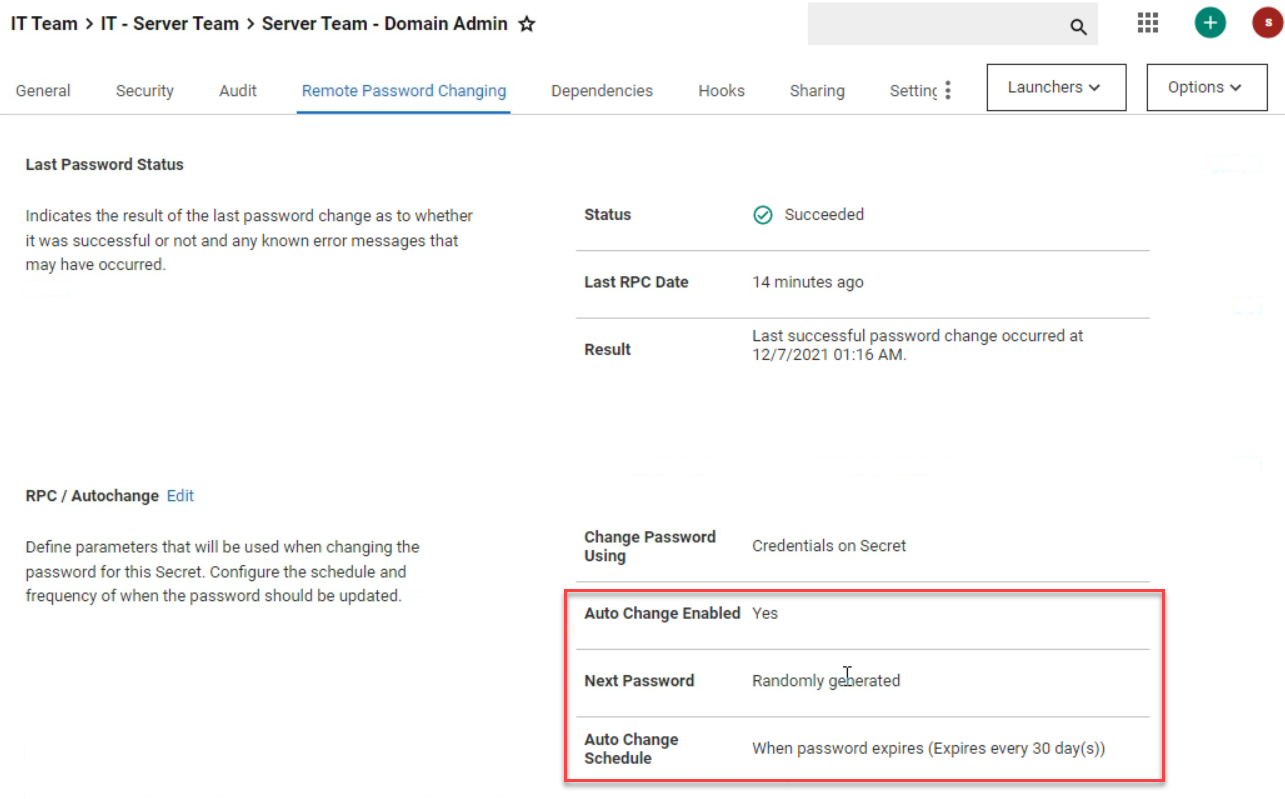 IT Team > IT - Server Team > Server Team - Domain Admin
s
General Security Audit Remote Password Changing Dependencies Hooks Sharing Setting Launchers Options
Last Password Status
Indicates the result of the last password change as to whether
it was successful or not and any known error messages that
may have occurred.
Status Succeeded
Last RPC Date 14 minutes ago
Result Last successful password change occurred at
12/7/2021 01:16 AM.
RPC / Autochange Edit
Define parameters that will be used when changing the
password for this Secret. Configure the schedule and
frequency of when the password should be updated.
Change Password
Using Credentials on Secret
Auto Change Enabled Yes
Next Password Randomly generated
Auto Change
Schedule When password expires (Expires every 30 day(s))